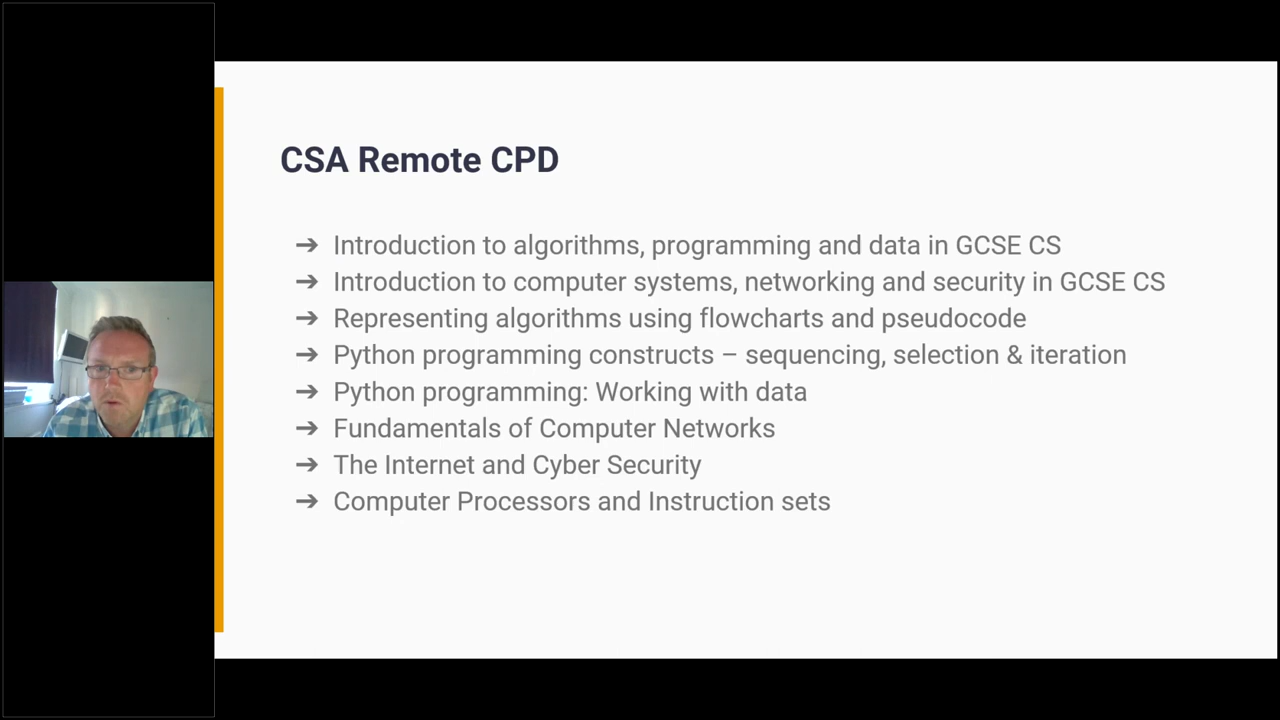 CSA Remote CPD
➔ Introduction to algorithms, programming and data in GCSE CS
➔ Introduction to computer systems, networking and security in GCSE CS
➔ Representing algorithms using flowcharts and pseudocode
➔ Python programming constructs – sequencing, selection & iteration
➔ Python programming: Working with data
➔ Fundamentals of Computer Networks
➔ The Internet and Cyber Security
➔ Computer Processors and Instruction sets